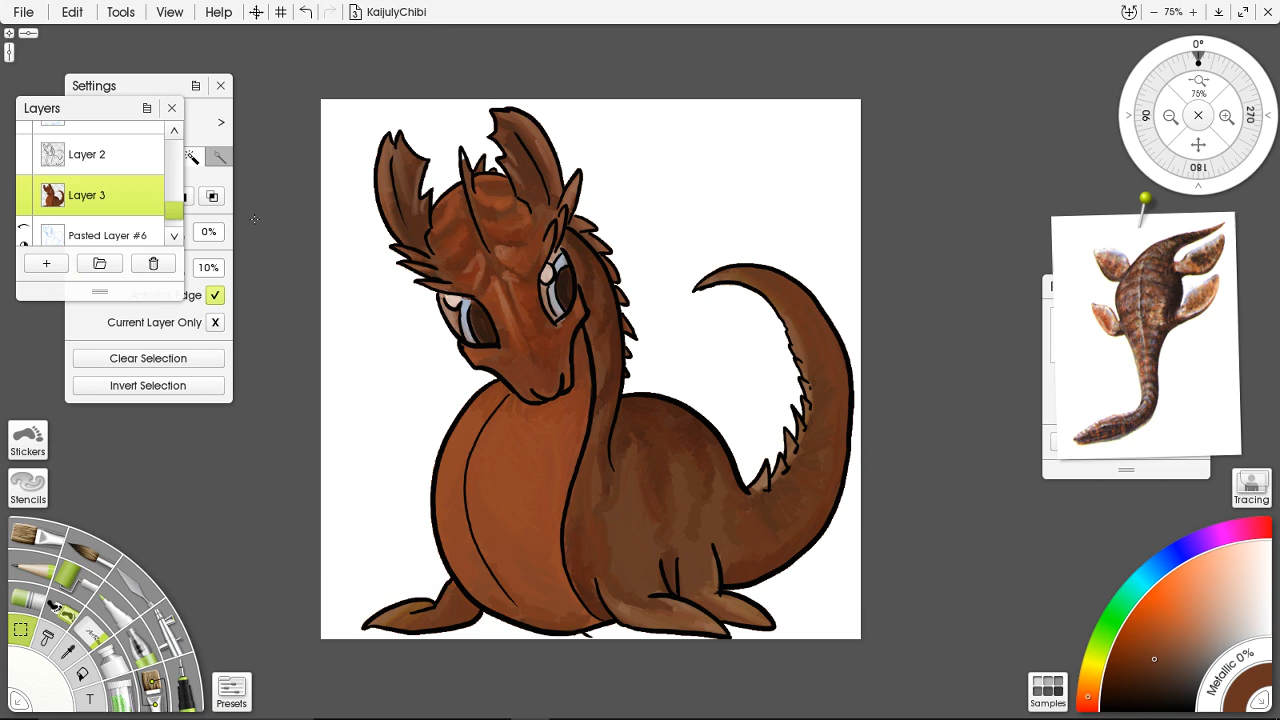 File Edit Tools View Help KaijulyChibi 75%
Settings
Layers
Layer 2
Layer 3
Pasted Layer #6
0%
10%
Edge
Current Layer Only X
Clear Selection
Invert Selection
Stickers
Stencils
T
Presets
0°
75%
90
270
180
Tracing
Samples
Metallic 0%